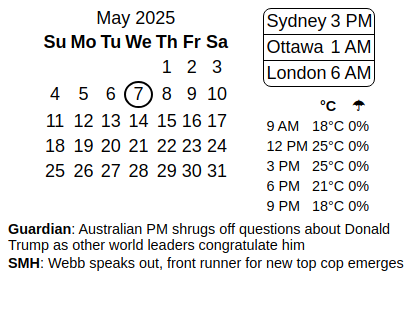 May 2025
Su Mo Tu We Th Fr Sa
1 2 3
4 5 6 7 8 9 10
11 12 13 14 15 16 17
18 19 20 21 22 23 24
25 26 27 28 29 30 31
Sydney 3 PM
Ottawa 1 AM
London 6 AM
°C ☂
9 AM 18°C 0%
12 PM 25°C 0%
3 PM 25°C 0%
6 PM 21°C 0%
9 PM 18°C 0%
Guardian: Australian PM shrugs off questions about Donald
Trump as other world leaders congratulate him
SMH: Webb speaks out, front runner for new top cop emerges